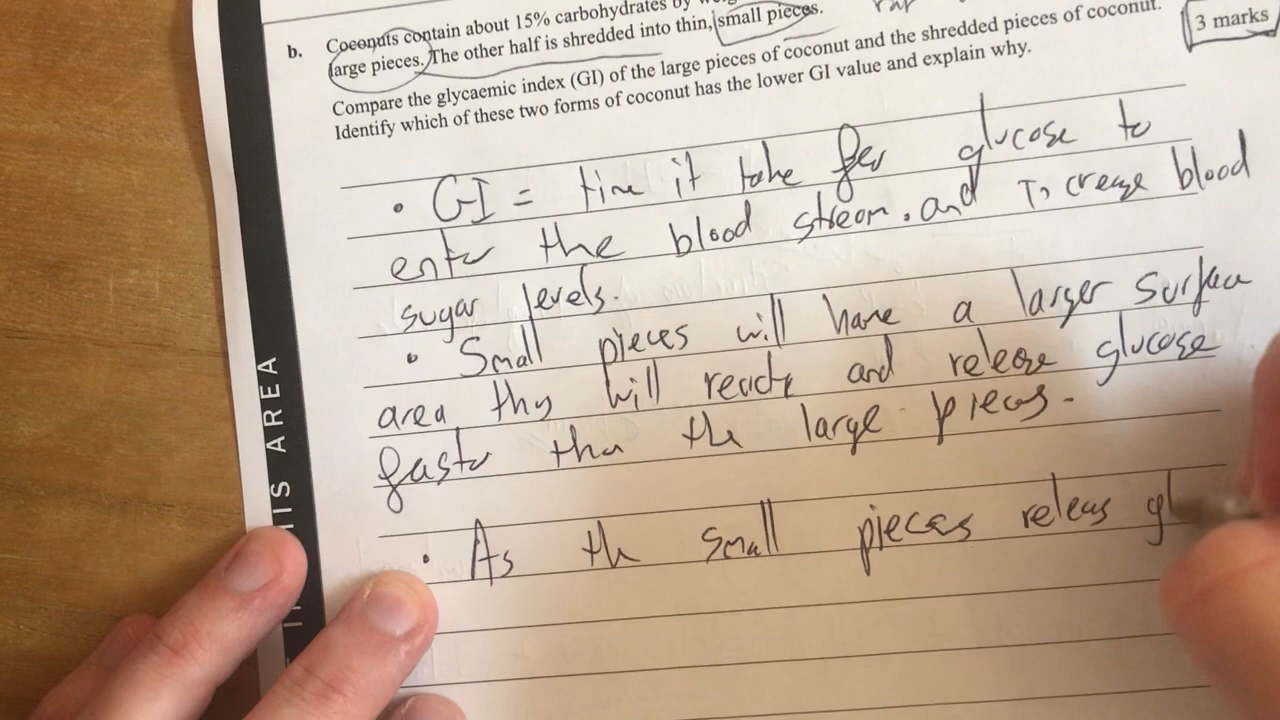 b. Coconuts contain about 15% carbohydrates by
large pieces. The other half is shredded into thin, small pieces.
Compare the glycaemic index (GI) of the large pieces of coconut and the shredded pieces of coconut.
Identify which of these two forms of coconut has the lower GI value and explain why.
3 marks
• GI = time it take for glucose to
enter the blood stream. and Increase blood
sugar levels.
• Small pieces will have a larger surface
area thus will react and release glucose
faster than the large pieces.
• As the small pieces releas gl
THIS AREA